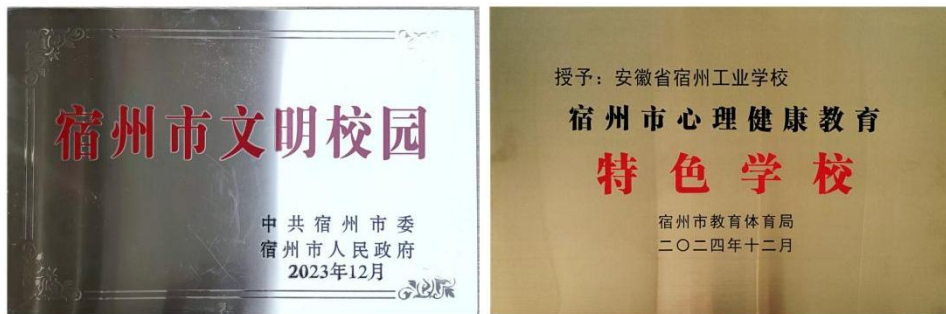 宿州市文明校园
中共宿州市委
宿州市人民政府
2023年12月
授予：安徽省宿州工业学校
宿州市心理健康教育
特色学校
宿州市教育体育局
二〇二四年十二月